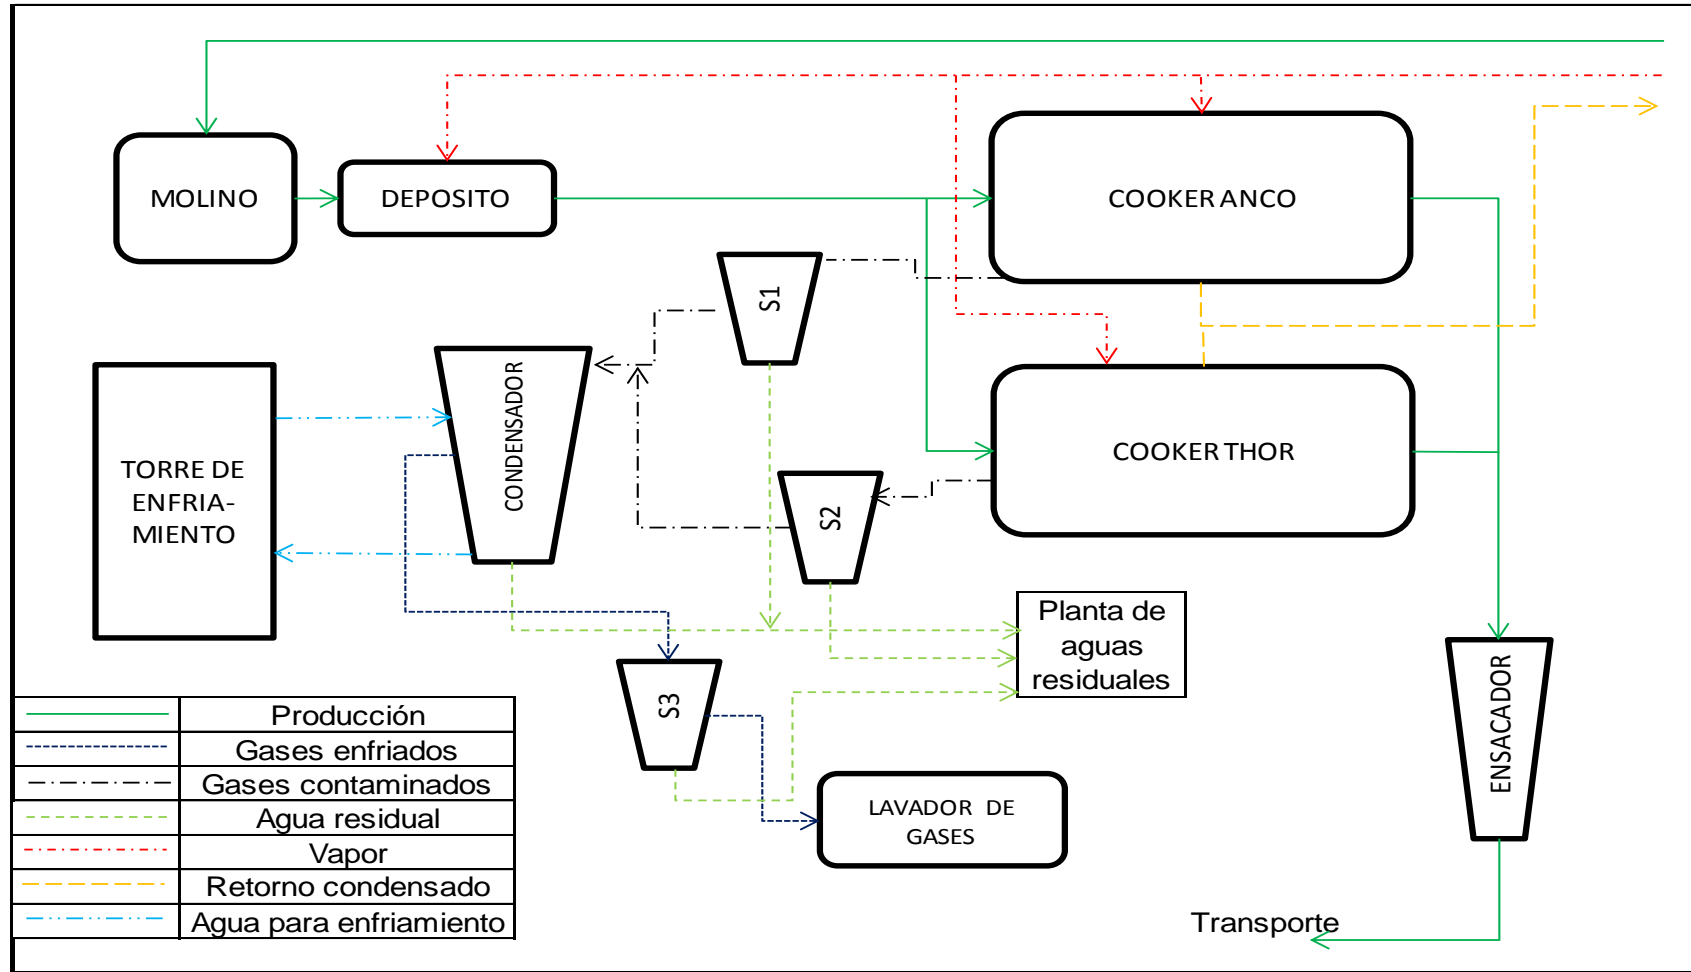 MOLINO
DEPOSITO
COOKER ANCO
S1
CONDENSADOR
TORRE DE
ENFRIA-
MIENTO
COOKER THOR
S2
Planta de
aguas
residuales
S3
ENSACADOR
LAVADOR DE
GASES
Producción
Gases enfriados
Gases contaminados
Agua residual
Vapor
Retorno condensado
Agua para enfriamiento
Transporte